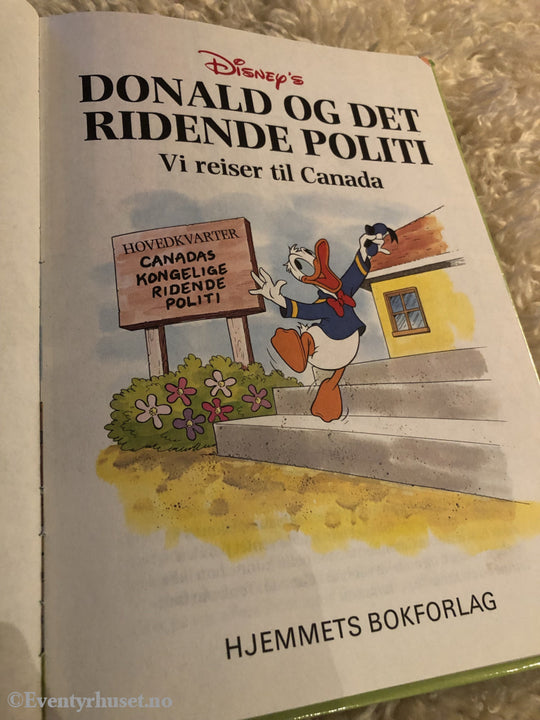 Disney's
DONALD OG DET
RIDENDE POLITI
Vi reiser til Canada
HOVEDKVARTER
CANADAS
KONGELIGE
RIDENDE
POLITI
HJEMMETS BOKFORLAG
©Eventyrhuset.no